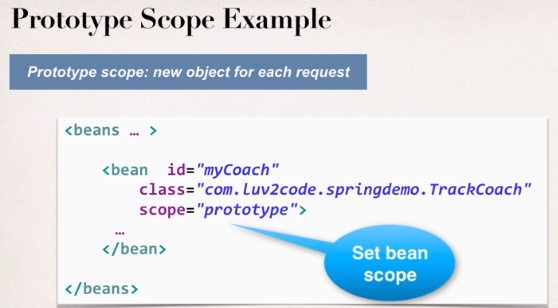 Prototype Scope Example
Prototype scope: new object for each request
<beans … >
<bean id="myCoach"
class="com.luv2code.springdemo.TrackCoach"
scope="prototype">
…
</bean>
Set bean
scope
</beans>